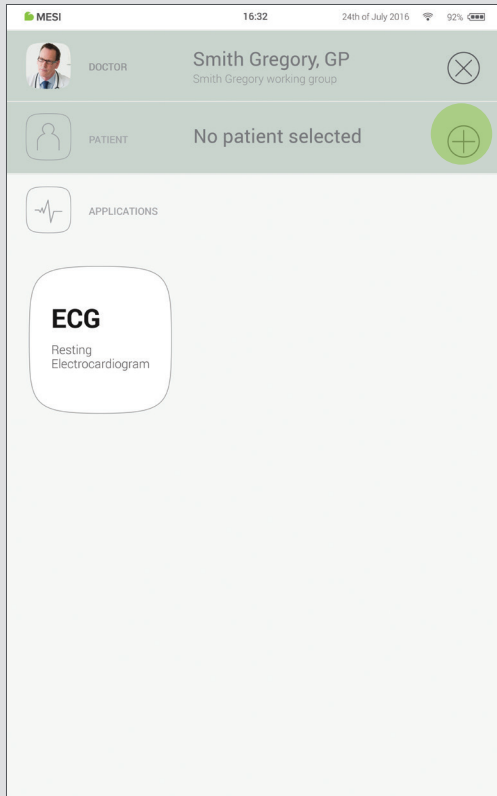 MESI 16:32 24th of July 2016 92%
DOCTOR Smith Gregory, GP
Smith Gregory working group
PATIENT No patient selected
APPLICATIONS
ECG
Resting
Electrocardiogram